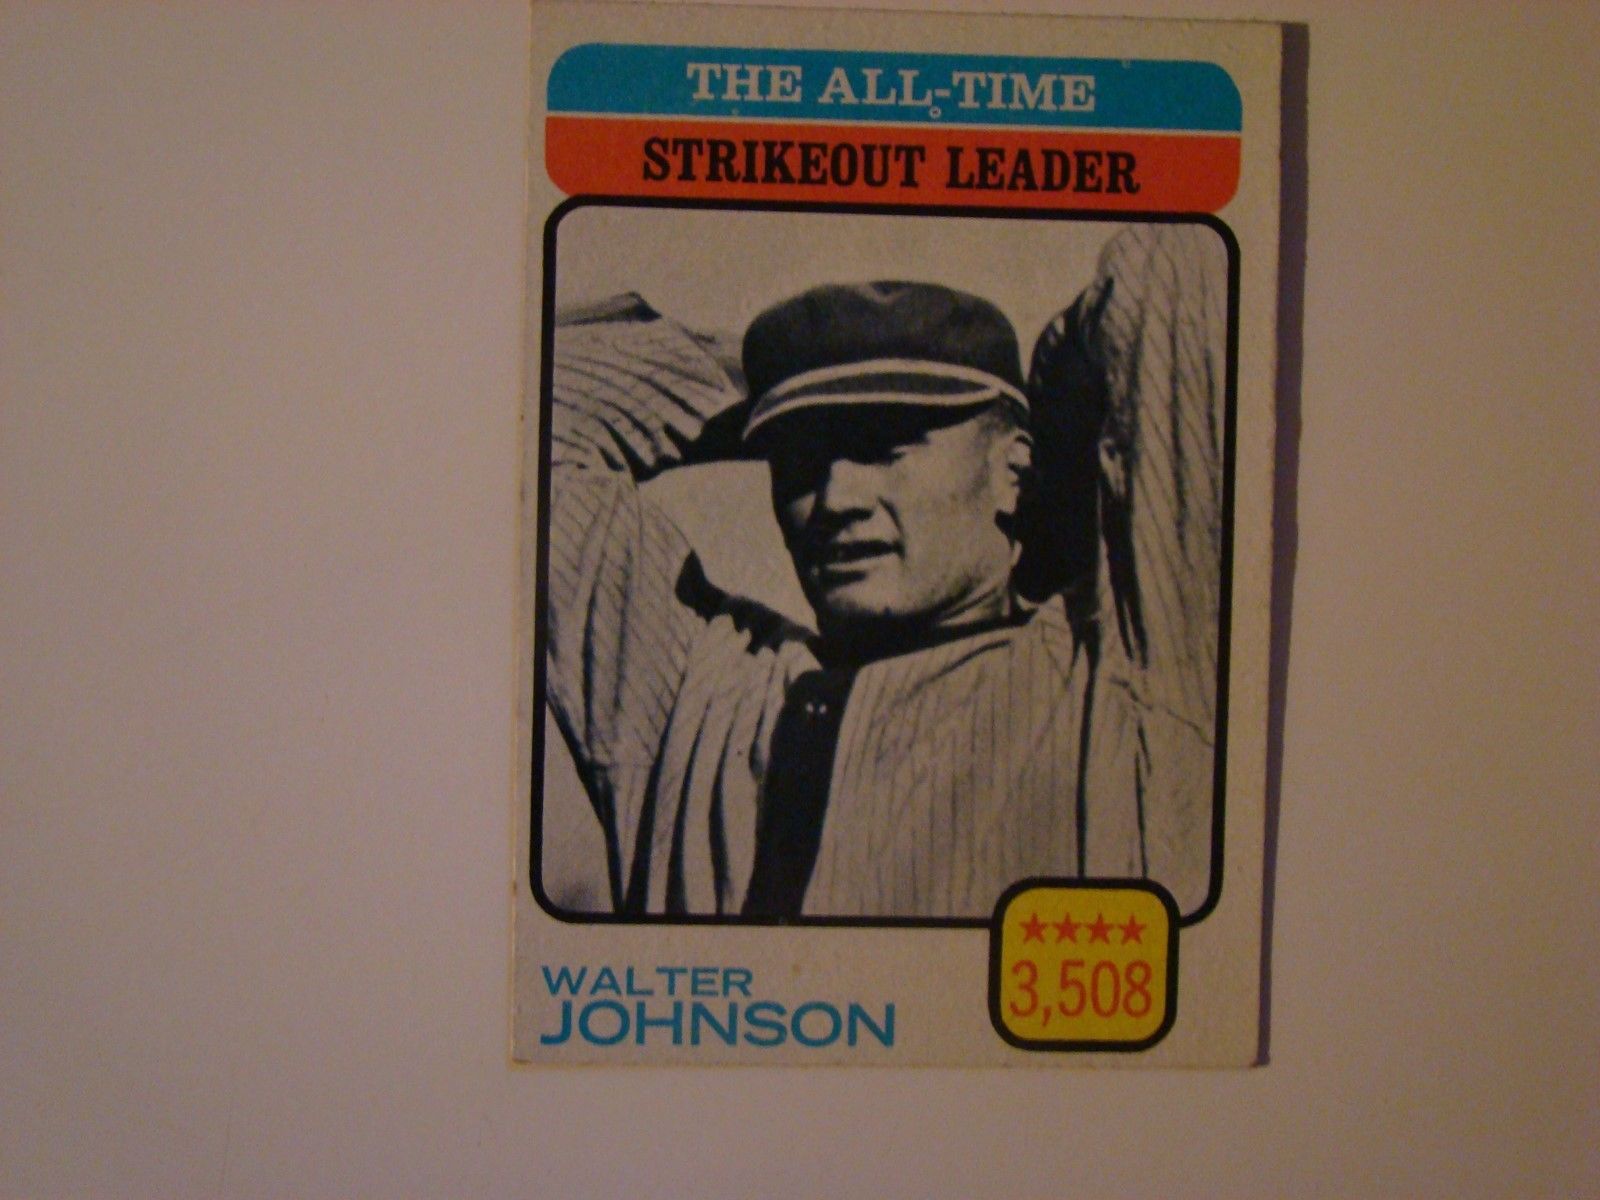 THE ALL-TIME
STRIKEOUT LEADER
3,508
WALTER
JOHNSON